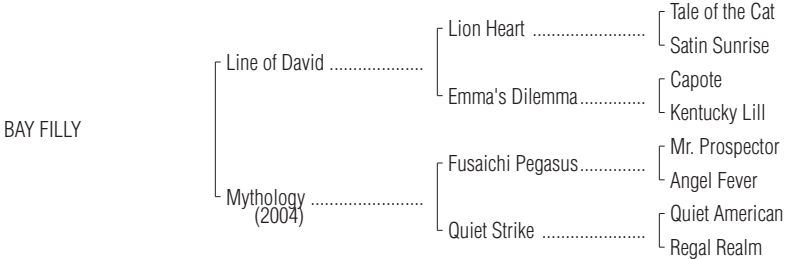 Tale of the Cat
Lion Heart ........................
Satin Sunrise
Line of David ....................
Capote
Emma's Dilemma..............
Kentucky Lill
BAY FILLY
Mr. Prospector
Fusaichi Pegasus..............
Angel Fever
Mythology ........................
(2004)
Quiet American
Quiet Strike ......................
Regal Realm